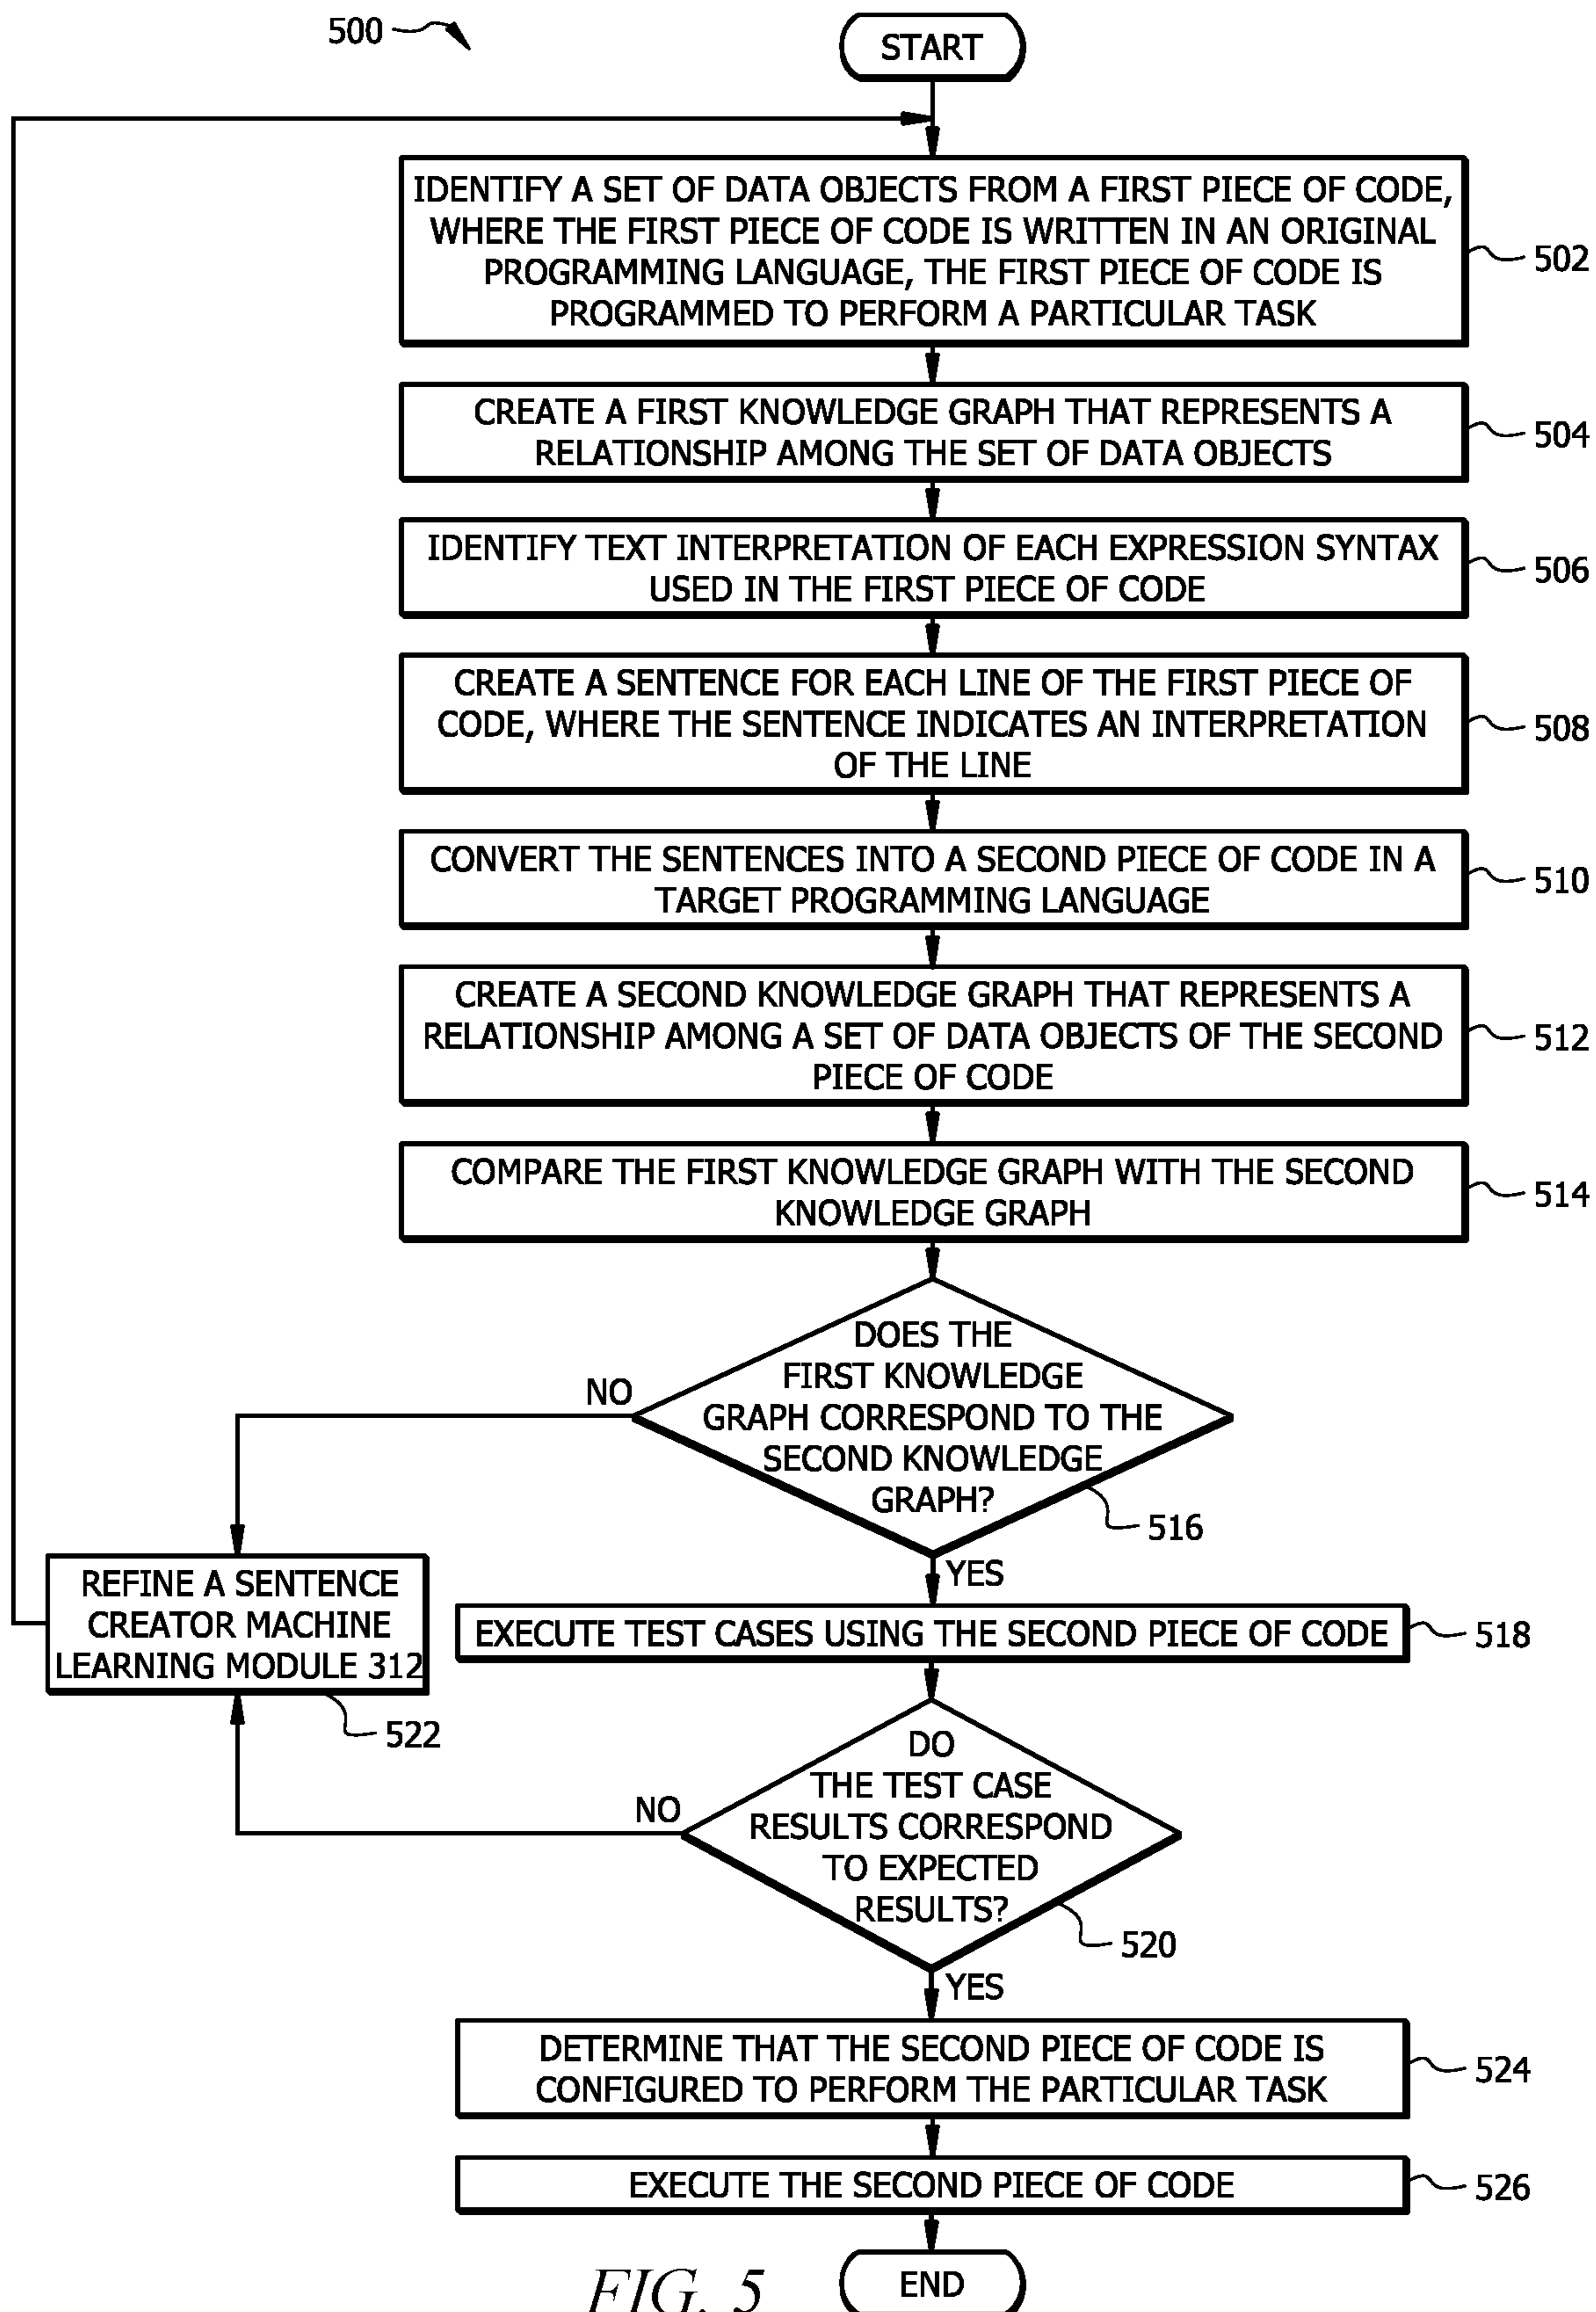 500
START
IDENTIFY A SET OF DATA OBJECTS FROM A FIRST PIECE OF CODE,
WHERE THE FIRST PIECE OF CODE IS WRITTEN IN AN ORIGINAL
PROGRAMMING LANGUAGE, THE FIRST PIECE OF CODE IS
PROGRAMMED TO PERFORM A PARTICULAR TASK
502
CREATE A FIRST KNOWLEDGE GRAPH THAT REPRESENTS A
RELATIONSHIP AMONG THE SET OF DATA OBJECTS
504
IDENTIFY TEXT INTERPRETATION OF EACH EXPRESSION SYNTAX
USED IN THE FIRST PIECE OF CODE
506
CREATE A SENTENCE FOR EACH LINE OF THE FIRST PIECE OF
CODE, WHERE THE SENTENCE INDICATES AN INTERPRETATION
OF THE LINE
508
CONVERT THE SENTENCES INTO A SECOND PIECE OF CODE IN A
TARGET PROGRAMMING LANGUAGE
510
CREATE A SECOND KNOWLEDGE GRAPH THAT REPRESENTS A
RELATIONSHIP AMONG A SET OF DATA OBJECTS OF THE SECOND
PIECE OF CODE
512
COMPARE THE FIRST KNOWLEDGE GRAPH WITH THE SECOND
KNOWLEDGE GRAPH
514
DOES THE
FIRST KNOWLEDGE
GRAPH CORRESPOND TO THE
SECOND KNOWLEDGE
GRAPH?
516
NO
YES
REFINE A SENTENCE
CREATOR MACHINE
LEARNING MODULE 312
522
EXECUTE TEST CASES USING THE SECOND PIECE OF CODE
518
DO
THE TEST CASE
RESULTS CORRESPOND
TO EXPECTED
RESULTS?
520
NO
YES
DETERMINE THAT THE SECOND PIECE OF CODE IS
CONFIGURED TO PERFORM THE PARTICULAR TASK
524
EXECUTE THE SECOND PIECE OF CODE
526
END
FIG. 5